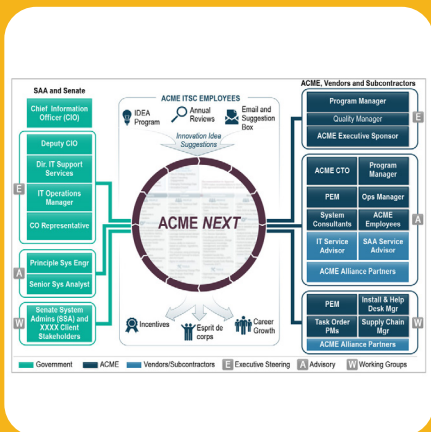 SAA and Senate
Chief Information
Officer (CIO)
Deputy CIO
Dir. IT Support
Services
IT Operations
Manager
CO Representative
E
Principle Sys Engr
Senior Sys Analyst
A
Senate System
Admins (SSA) and
XXXX Client
Stakeholders
W
ACME ITSC EMPLOYEES
IDEA
Program
Annual
Reviews
Email and
Suggestion
Box
Innovation Idea
Suggestions
ACME NEXT
Incentives
Esprit de
corps
Career
Growth
ACME, Vendors and Subcontractors
Program Manager
Quality Manager
ACME Executive Sponsor
E
ACME CTO
Program
Manager
PEM
Ops Manager
System
Consultants
ACME
Employees
IT Service
Advisor
SAA Service
Advisor
ACME Alliance Partners
A
PEM
Install & Help
Desk Mgr
Task Order
PMs
Supply Chain
Mgr
ACME Alliance Partners
W
Government
ACME
Vendors/Subcontractors
E Executive Steering
A Advisory
W Working Groups